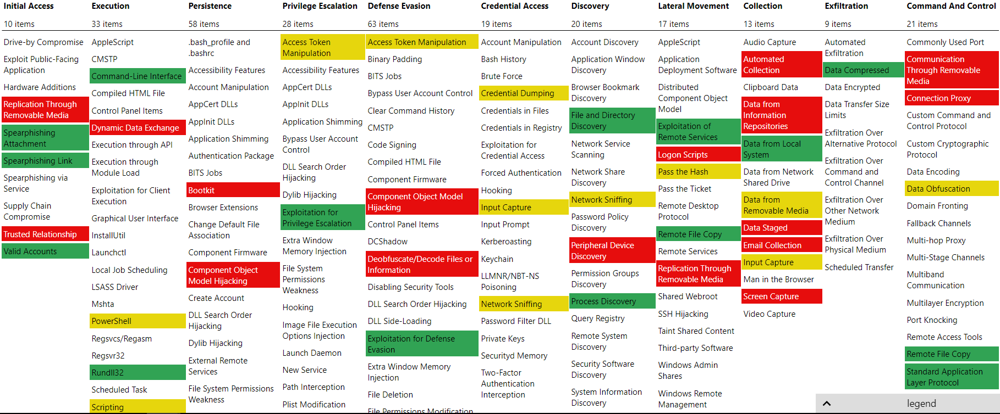 Initial Access
10 items
Drive-by Compromise
Exploit Public-Facing
Application
Hardware Additions
Replication Through
Removable Media
Spearphishing
Attachment
Spearphishing Link
Spearphishing via
Service
Supply Chain
Compromise
Trusted Relationship
Valid Accounts
Execution
33 items
AppleScript
CMSTP
Command-Line Interface
Compiled HTML File
Control Panel Items
Dynamic Data Exchange
Execution through API
Execution through
Module Load
Exploitation for Client
Execution
Graphical User Interface
InstallUtil
Launchctl
Local Job Scheduling
LSASS Driver
Mshta
PowerShell
Regsvcs/Regasm
Regsvr32
Rundll32
Scheduled Task
Scripting
Persistence
58 items
.bash_profile and
.bashrc
Accessibility Features
Account Manipulation
AppCert DLLs
AppInit DLLs
Application Shimming
Authentication Package
BITS Jobs
Bootkit
Browser Extensions
Change Default File
Association
Component Firmware
Component Object
Model Hijacking
Create Account
DLL Search Order
Hijacking
Dylib Hijacking
External Remote
Services
File System Permissions
Weakness
Privilege Escalation
28 items
Access Token
Manipulation
Accessibility Features
AppCert DLLs
AppInit DLLs
Application Shimming
Bypass User Account
Control
DLL Search Order
Hijacking
Dylib Hijacking
Exploitation for
Privilege Escalation
Extra Window
Memory Injection
File System
Permissions
Weakness
Hooking
Image File Execution
Options Injection
Launch Daemon
New Service
Path Interception
Plist Modification
Defense Evasion
63 items
Access Token Manipulation
Binary Padding
BITS Jobs
Bypass User Account Control
Clear Command History
CMSTP
Code Signing
Compiled HTML File
Component Firmware
Component Object Model
Hijacking
Control Panel Items
DCShadow
Deobfuscate/Decode Files or
Information
Disabling Security Tools
DLL Search Order Hijacking
DLL Side-Loading
Exploitation for Defense
Evasion
Extra Window Memory
Injection
File Deletion
File Permissions Modification
Credential Access
19 items
Account Manipulation
Bash History
Brute Force
Credential Dumping
Credentials in Files
Credentials in Registry
Exploitation for
Credential Access
Forced Authentication
Hooking
Input Capture
Input Prompt
Kerberoasting
Keychain
LLMNR/NBT-NS
Poisoning
Network Sniffing
Password Filter DLL
Private Keys
Securityd Memory
Two-Factor
Authentication
Interception
Discovery
20 items
Account Discovery
Application Window
Discovery
Browser Bookmark
Discovery
File and Directory
Discovery
Network Service
Scanning
Network Share
Discovery
Network Sniffing
Password Policy
Discovery
Peripheral Device
Discovery
Permission Groups
Discovery
Process Discovery
Query Registry
Remote System
Discovery
Security Software
Discovery
System Information
Discovery
Lateral Movement
17 items
AppleScript
Application
Deployment Software
Distributed
Component Object
Model
Exploitation of
Remote Services
Logon Scripts
Pass the Hash
Pass the Ticket
Remote Desktop
Protocol
Remote File Copy
Remote Services
Replication Through
Removable Media
Shared Webroot
SSH Hijacking
Taint Shared Content
Third-party Software
Windows Admin
Shares
Windows Remote
Management
Collection
13 items
Audio Capture
Automated
Collection
Clipboard Data
Data from
Information
Repositories
Data from Local
System
Data from Network
Shared Drive
Data from
Removable Media
Data Staged
Email Collection
Input Capture
Man in the Browser
Screen Capture
Video Capture
Exfiltration
9 items
Automated
Exfiltration
Data Compressed
Data Encrypted
Data Transfer Size
Limits
Exfiltration Over
Alternative Protocol
Exfiltration Over
Command and
Control Channel
Exfiltration Over
Other Network
Medium
Exfiltration Over
Physical Medium
Scheduled Transfer
Command And Control
21 items
Commonly Used Port
Communication
Through Removable
Media
Connection Proxy
Custom Command and
Control Protocol
Custom Cryptographic
Protocol
Data Encoding
Data Obfuscation
Domain Fronting
Fallback Channels
Multi-hop Proxy
Multi-Stage Channels
Multiband
Communication
Multilayer Encryption
Port Knocking
Remote Access Tools
Remote File Copy
Standard Application
Layer Protocol
legend